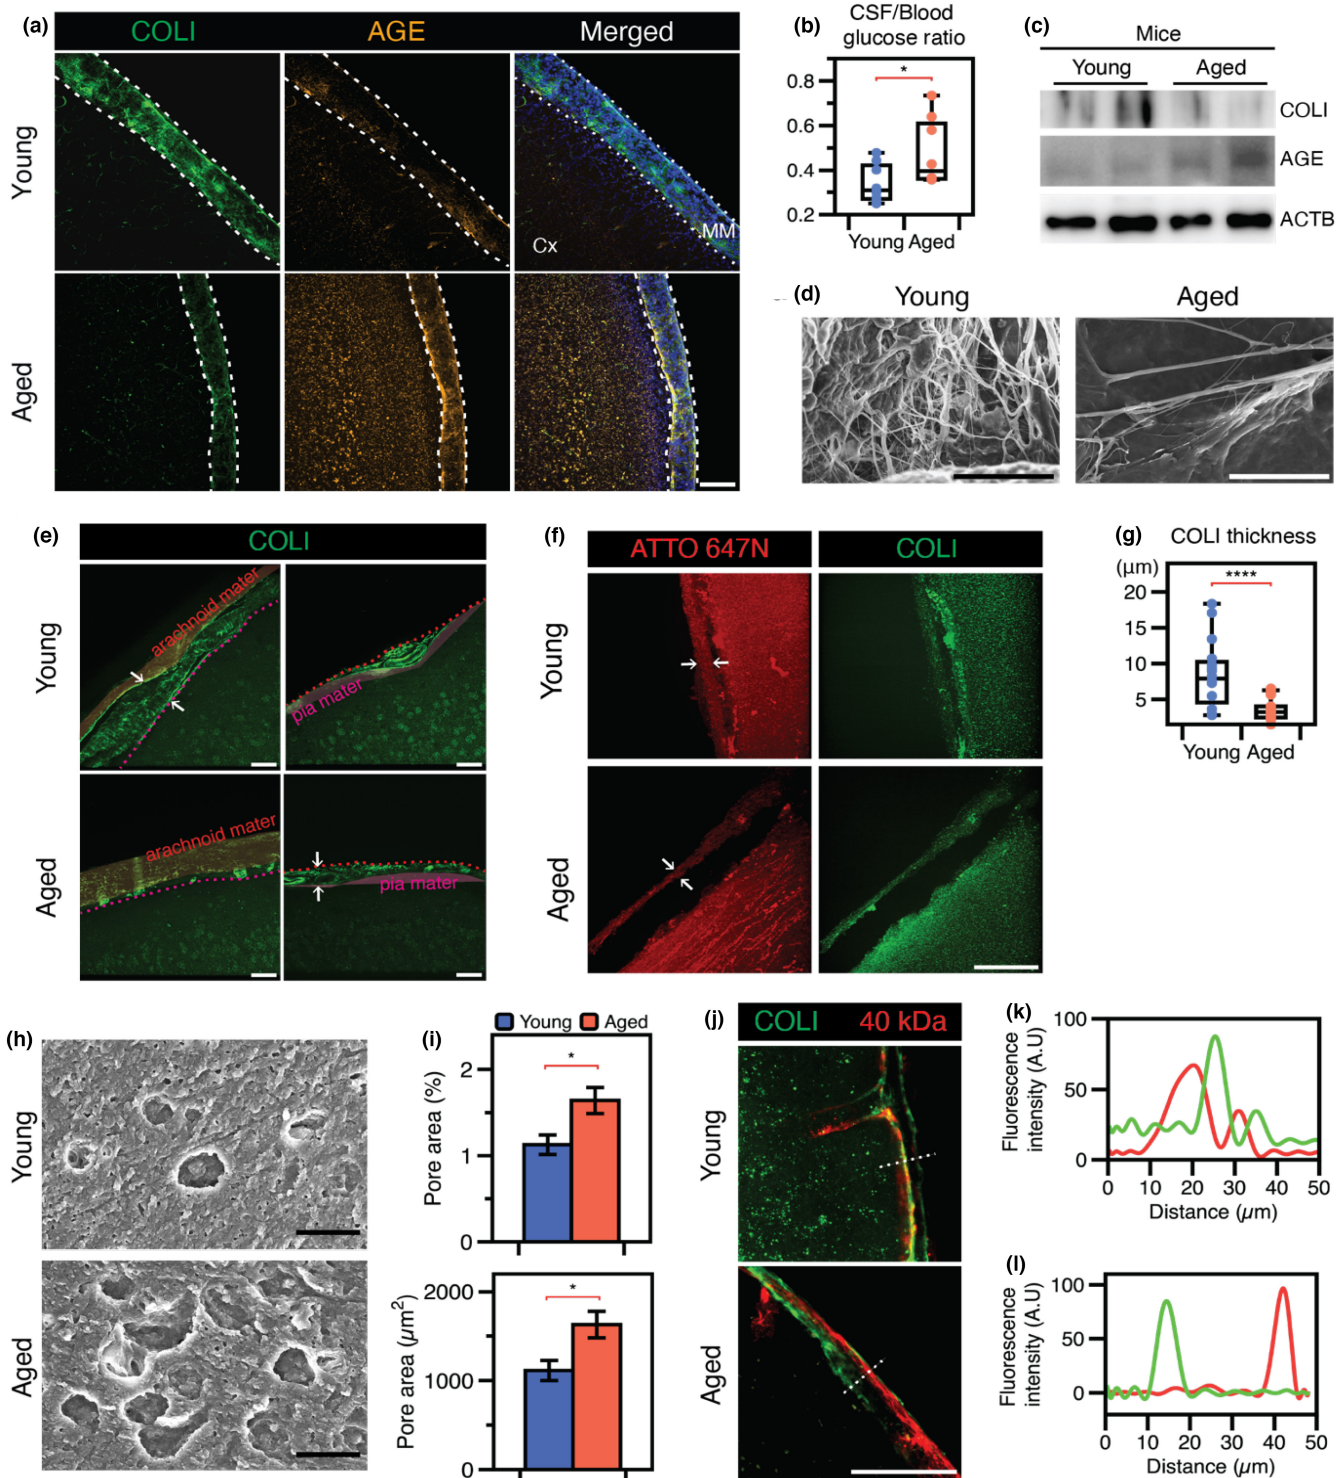 (a)
COLI
AGE
Merged
Young
Aged
Cx
MM
(b)
CSF/Blood
glucose ratio
0.8
0.6
0.4
0.2
*
Young Aged
(c)
Mice
Young
Aged
COLI
AGE
ACTB
(d)
Young
Aged
(e)
COLI
Young
Aged
arachnoid mater
pia mater
arachnoid mater
pia mater
(f)
ATTO 647N
COLI
Young
Aged
(g)
COLI thickness
(µm)
20
15
10
5
****
Young Aged
(h)
Young
Aged
(i)
Young
Aged
Pore area (%)
2
1
0
*
Pore area (µm²)
2000
1000
0
*
(j)
COLI
40 kDa
Young
Aged
(k)
Fluorescence
intensity (A.U)
100
50
0
0 10 20 30 40 50
Distance (µm)
(l)
Fluorescence
intensity (A.U)
100
50
0
0 10 20 30 40 50
Distance (µm)